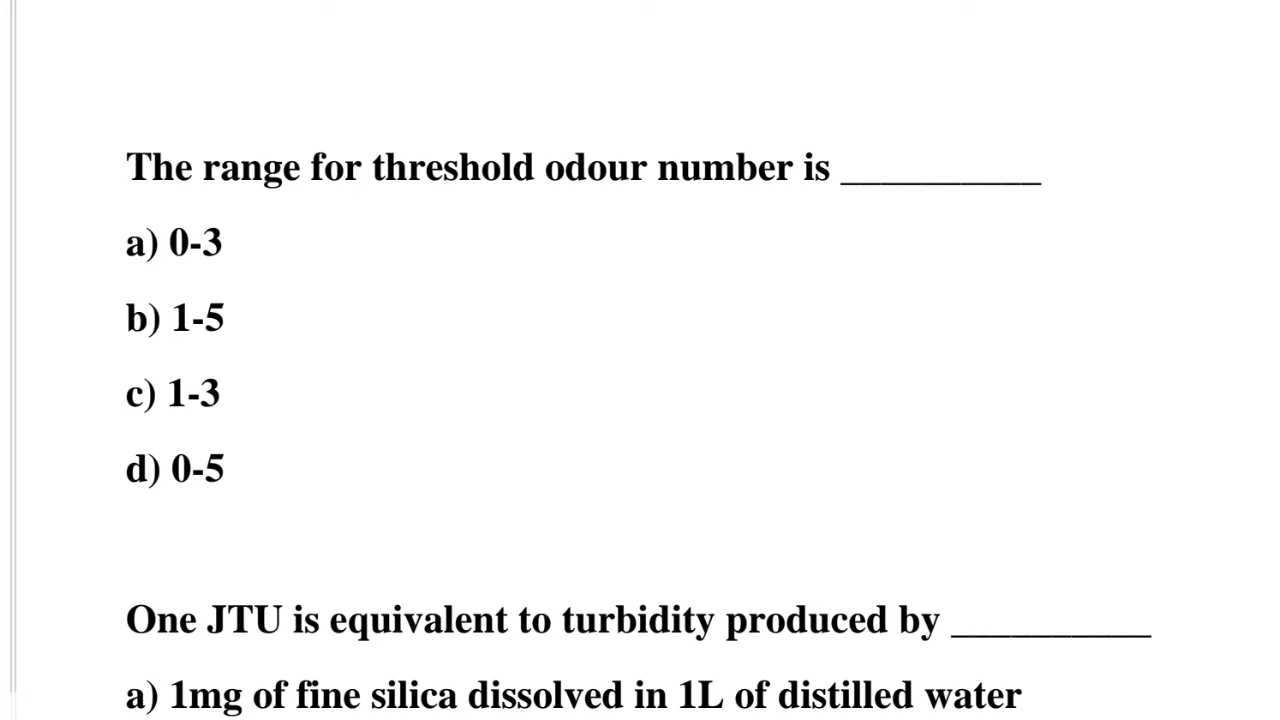 The range for threshold odour number is __________
a) 0-3
b) 1-5
c) 1-3
d) 0-5
One JTU is equivalent to turbidity produced by __________
a) 1mg of fine silica dissolved in 1L of distilled water